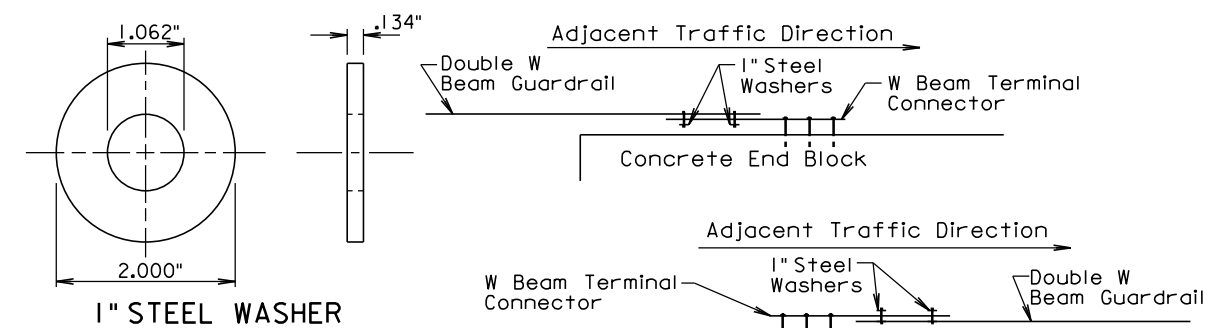 1.062"
.134"
2.000"
1" STEEL WASHER
Adjacent Traffic Direction
Double W
Beam Guardrail
1" Steel
Washers
W Beam Terminal
Connector
Concrete End Block
Adjacent Traffic Direction
W Beam Terminal
Connector
1" Steel
Washers
Double W
Beam Guardrail